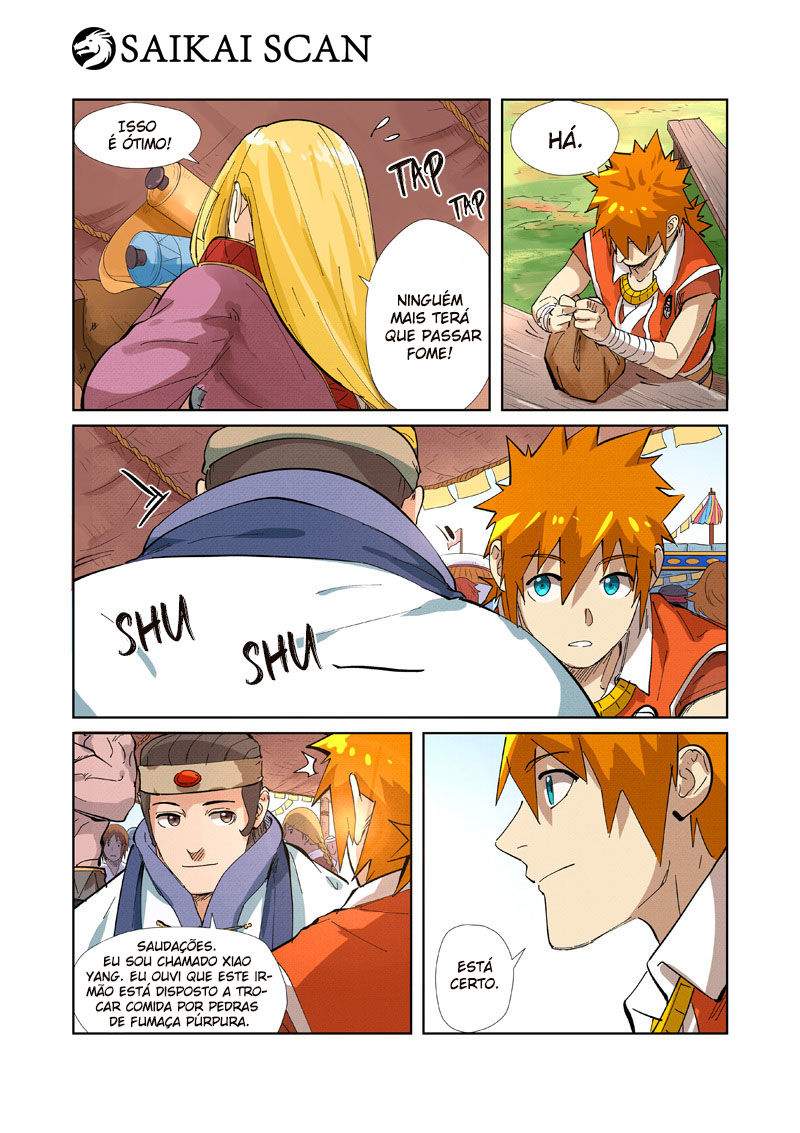 SAIKAI SCAN
ISSO
É ÓTIMO!
TAP
TAP
NINGUÉM
MAIS TERÁ
QUE PASSAR
FOME!
HÁ.
SHU
SHU
SAUDAÇÕES.
EU SOU CHAMADO XIAO
YANG. EU OUVI QUE ESTE IR-
MÃO ESTÁ DISPOSTO A TRO-
CAR COMIDA POR PEDRAS
DE FUMAÇA PÚRPURA.
ESTÁ
CERTO.